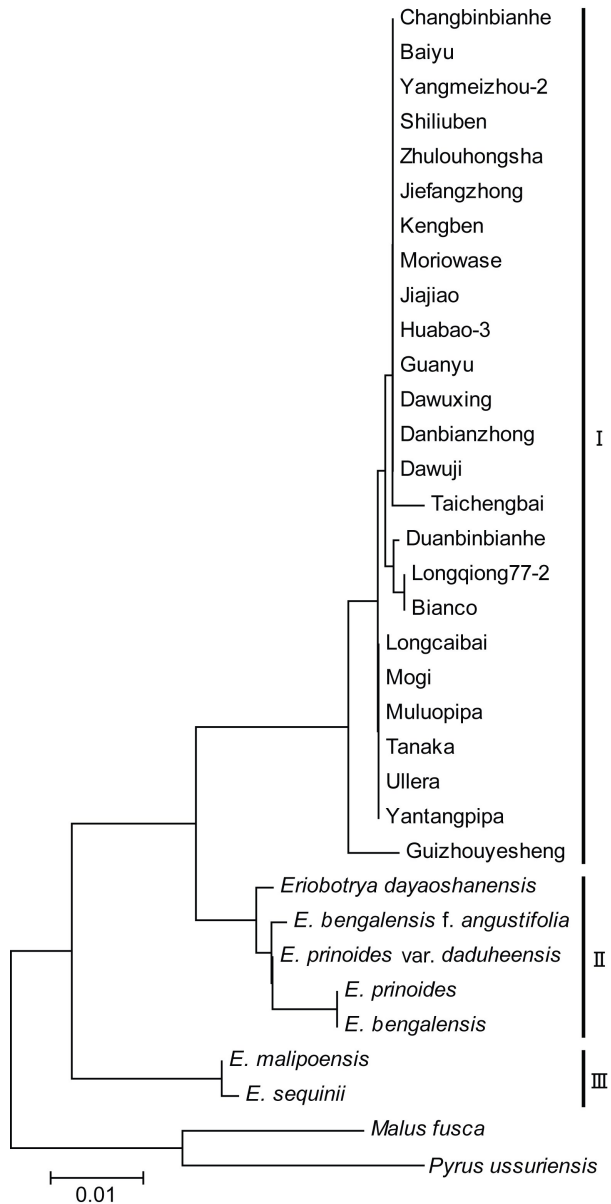 Changbinbianhe
Baiyu
Yangmeizhou-2
Shiliuben
Zhulouhongsha
Jiefangzhong
Kengben
Moriowase
Jiajiao
Huabao-3
Guanyu
Dawuxing
Danbianzhong
Dawuji
Taichengbai
Duanbinbianhe
Longqiong77-2
Bianco
Longcaibai
Mogi
Muluopipa
Tanaka
Ullera
Yantangpipa
Guizhouyesheng
I
Eriobotrya dayaoshanensis
E. bengalensis f. angustifolia
E. prinoides var. daduheensis
E. prinoides
E. bengalensis
II
E. malipoensis
E. sequinii
III
Malus fusca
Pyrus ussuriensis
0.01